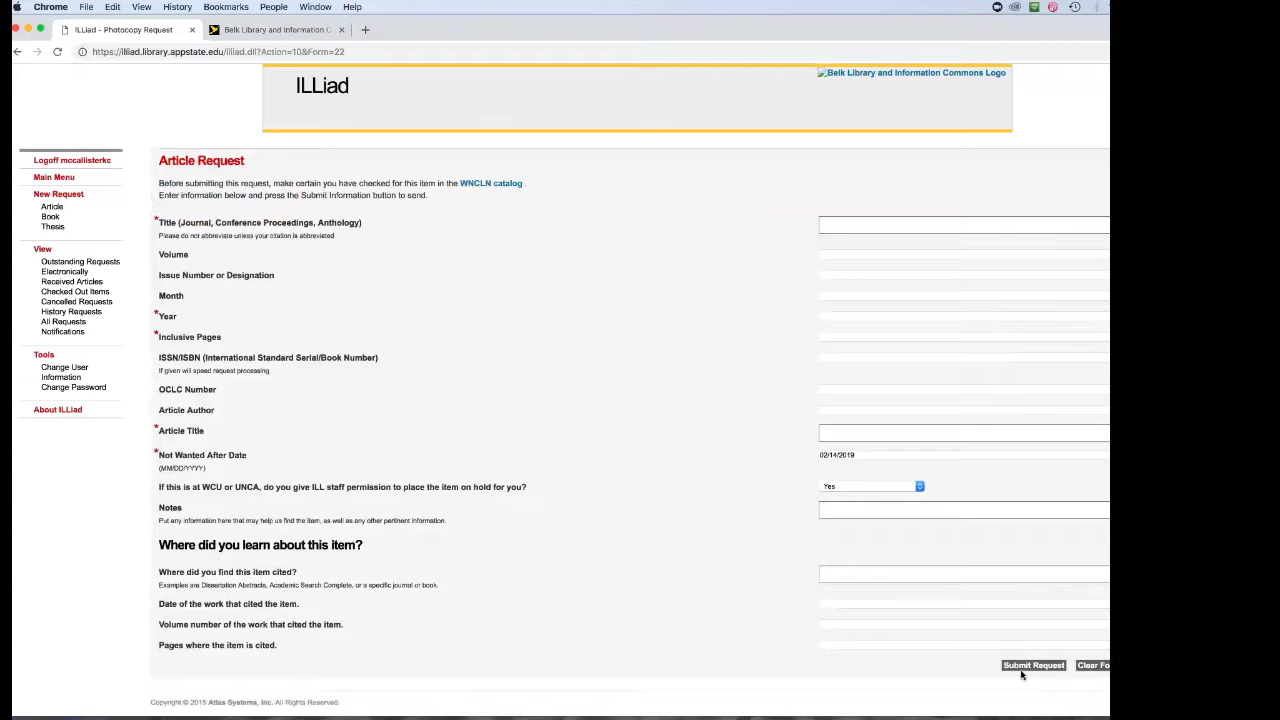 Chrome File Edit View History Bookmarks People Window Help
ILLiad - Photocopy Request
Belk Library and Information C
https://illiad.library.appstate.edu/illiad.dll?Action=10&Form=22
ILLiad
Belk Library and Information Commons Logo
Logoff mccallisterkc
Main Menu
New Request
Article
Book
Thesis
View
Outstanding Requests
Electronically
Received Articles
Checked Out Items
Cancelled Requests
History Requests
All Requests
Notifications
Tools
Change User
Information
Change Password
About ILLiad
Article Request
Before submitting this request, make certain you have checked for this item in the WNCLN catalog .
Enter information below and press the Submit Information button to send.
*Title (Journal, Conference Proceedings, Anthology)
Please do not abbreviate unless your citation is abbreviated
Volume
Issue Number or Designation
Month
*Year
*Inclusive Pages
ISSN/ISBN (International Standard Serial/Book Number)
If given will speed request processing
OCLC Number
Article Author
*Article Title
*Not Wanted After Date
02/14/2019
(MM/DD/YYYY)
If this is at WCU or UNCA, do you give ILL staff permission to place the item on hold for you?
Yes
Notes
Put any information here that may help us find the item, as well as any other pertinent information.
Where did you learn about this item?
Where did you find this item cited?
Examples are Dissertation Abstracts, Academic Search Complete, or a specific journal or book.
Date of the work that cited the item.
Volume number of the work that cited the item.
Pages where the item is cited.
Submit Request
Clear Fo
Copyright © 2015 Atlas Systems, Inc. All Rights Reserved.